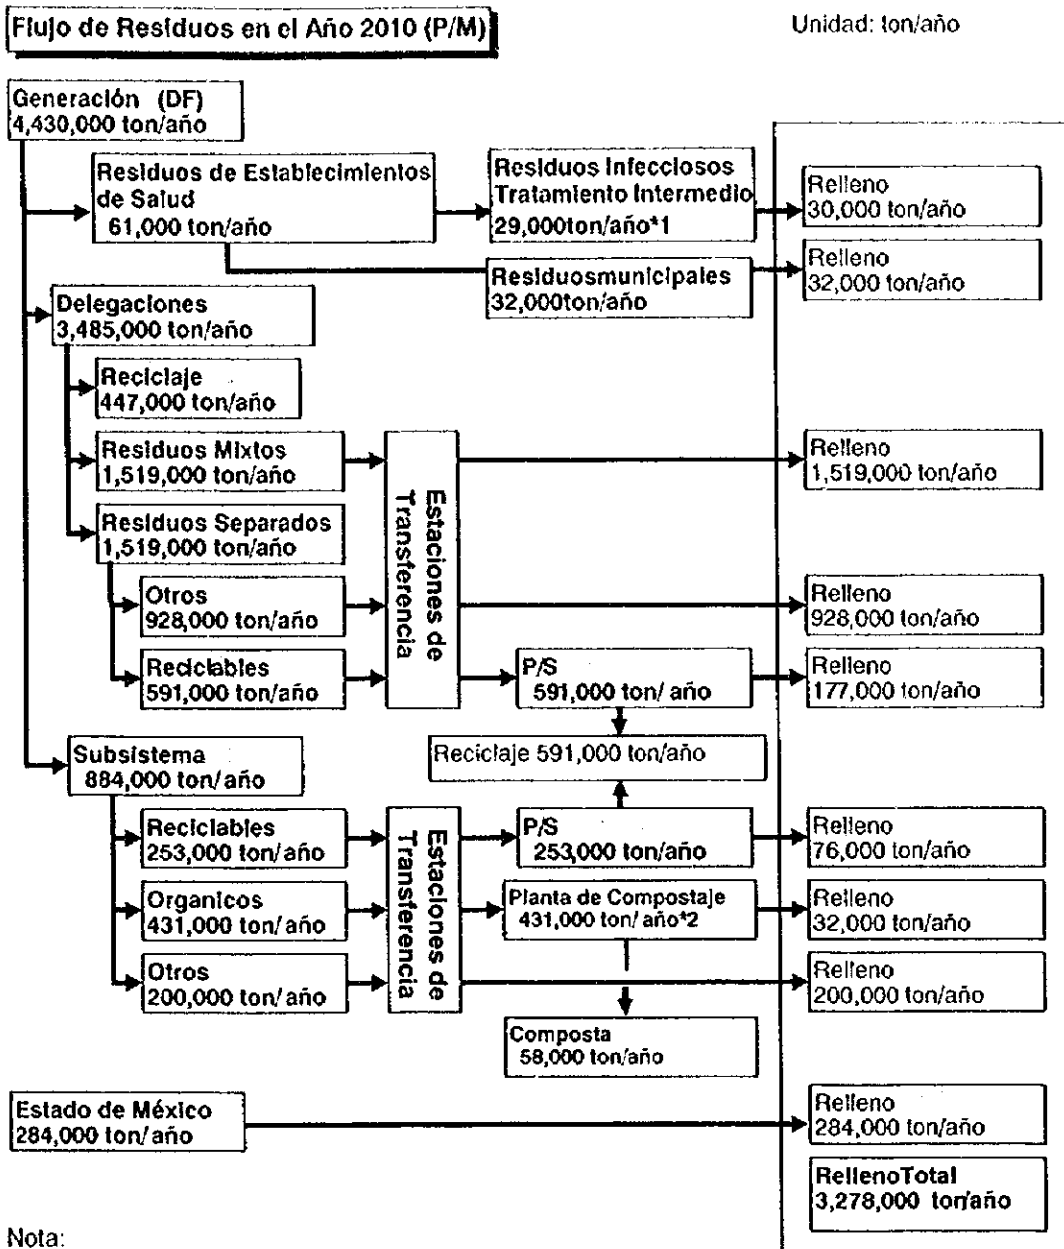 Flujo de Residuos en el Año 2010 (P/M)
Unidad: ton/año
Generación (DF)
4,430,000 ton/año
Residuos de Establecimientos
de Salud
61,000 ton/año
Residuos Infecciosos
Tratamiento Intermedio
29,000ton/año*1
Relleno
30,000 ton/año
Residuosmunicipales
32,000ton/año
Relleno
32,000 ton/año
Delegaciones
3,485,000 ton/año
Reciclaje
447,000 ton/año
Residuos Mixtos
1,519,000 ton/año
Estaciones de
Transferencia
Relleno
1,519,000 ton/año
Residuos Separados
1,519,000 ton/año
Otros
928,000 ton/año
Relleno
928,000 ton/año
Reciclables
591,000 ton/año
P/S
591,000 ton/ año
Relleno
177,000 ton/año
Reciclaje 591,000 ton/año
Subsistema
884,000 ton/ año
Reciclables
253,000 ton/ año
Estaciones de
Transferencia
P/S
253,000 ton/año
Relleno
76,000 ton/año
Organicos
431,000 ton/ año
Planta de Compostaje
431,000 ton/ año*2
Relleno
32,000 ton/año
Otros
200,000 ton/ año
Relleno
200,000 ton/año
Composta
58,000 ton/año
Estado de México
284,000 ton/ año
Relleno
284,000 ton/año
RellenoTotal
3,278,000 ton/año
Nota: